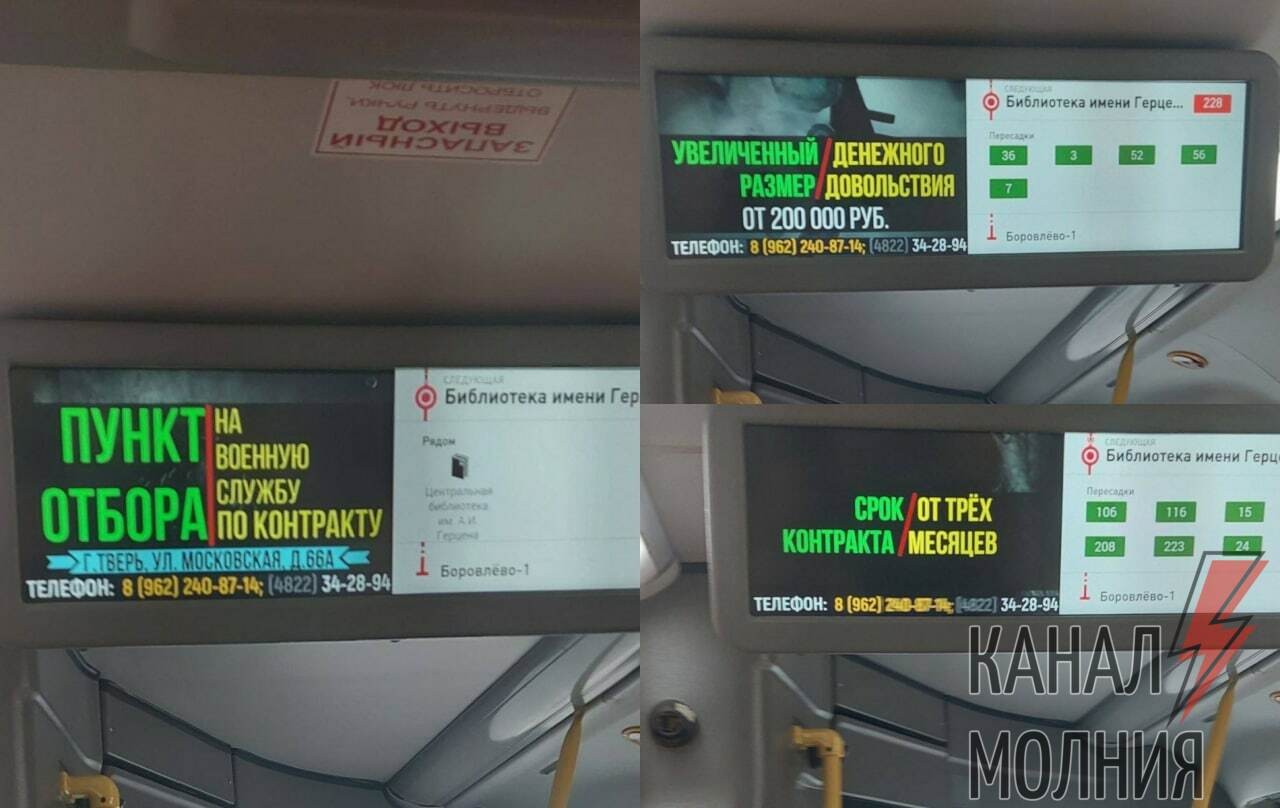 ЗАПАСНЫЙ
ВЫХОД
ВЫДЕРНУТЬ РУЧКИ,
ОТБРОСИТЬ ЛЮК
ПУНКТ
ОТБОРА
НА
ВОЕННУЮ
СЛУЖБУ
ПО КОНТРАКТУ
Г.ТВЕРЬ, УЛ. МОСКОВСКАЯ, Д.66А
ТЕЛЕФОН: 8 (962) 240-87-14; (4822) 34-28-94
СЛЕДУЮЩАЯ
Библиотека имени Гер
Рядом
Центральная
библиотека
им. А.И.
Герцена
Боровлёво-1
УВЕЛИЧЕННЫЙ
РАЗМЕР
ДЕНЕЖНОГО
ДОВОЛЬСТВИЯ
ОТ 200 000 РУБ.
ТЕЛЕФОН: 8 (962) 240-87-14; (4822) 34-28-94
СЛЕДУЮЩАЯ
Библиотека имени Герце... 228
Пересадки
36 3 52 56
7
Боровлёво-1
СРОК
КОНТРАКТА
ОТ ТРЁХ
МЕСЯЦЕВ
ТЕЛЕФОН: 8 (962) 240-87-14; (4822) 34-28-94
СЛЕДУЮЩАЯ
Библиотека имени Герц
Пересадки
106 116 15
208 223 24
Боровлёво-1
КАНАЛ
МОЛНИЯ